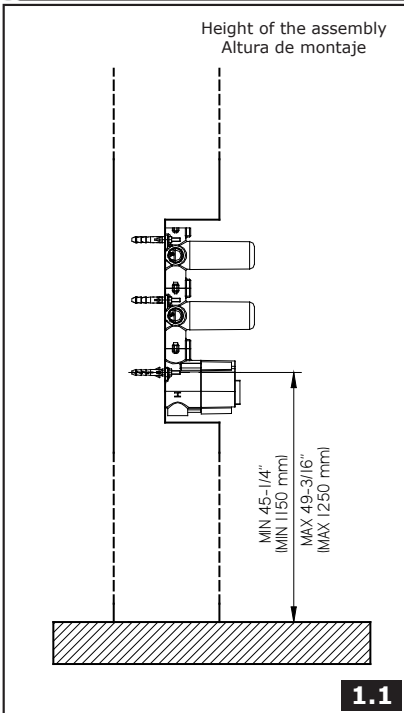 Height of the assembly
Altura de montaje
H
MIN 45-1/4"
(MIN 1150 mm)
MAX 49-3/16"
(MAX 1250 mm)
1.1